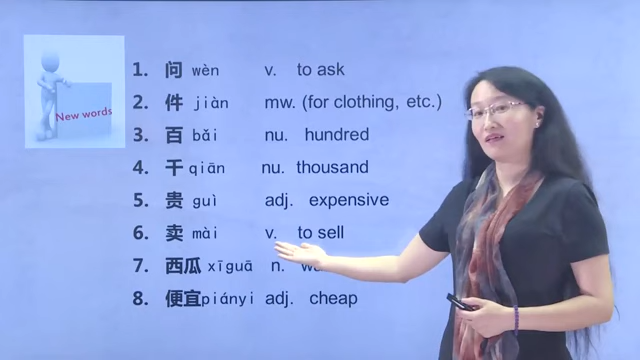 New words
1. 问 wèn v. to ask
2. 件 jiàn mw. (for clothing, etc.)
3. 百 bǎi nu. hundred
4. 千 qiān nu. thousand
5. 贵 guì adj. expensive
6. 卖 mài v. to sell
7. 西瓜 xīguā n.
8. 便宜 piányi adj. cheap